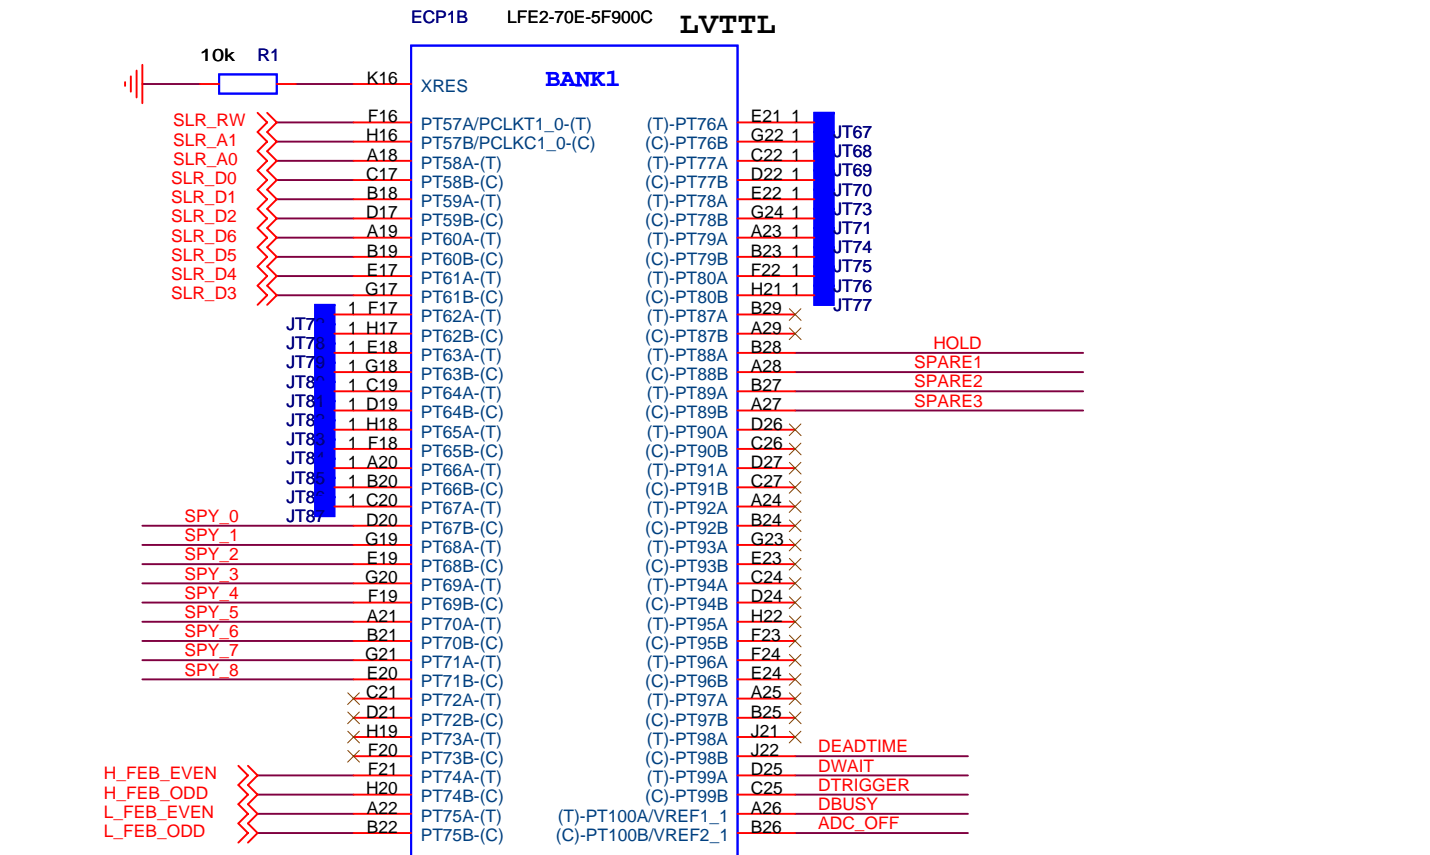 ECP1B LFE2-70E-5F900C LVTTL
10k R1
BANK1
K16 XRES
SLR_RW F16 PT57A/PCLKT1_0-(T)
SLR_A1 H16 PT57B/PCLKC1_0-(C)
SLR_A0 A18 PT58A-(T)
SLR_D0 C17 PT58B-(C)
SLR_D1 B18 PT59A-(T)
SLR_D2 D17 PT59B-(C)
SLR_D6 A19 PT60A-(T)
SLR_D5 B19 PT60B-(C)
SLR_D4 E17 PT61A-(T)
SLR_D3 G17 PT61B-(C)
1 F17 PT62A-(T)
JT78 1 H17 PT62B-(C)
JT79 1 E18 PT63A-(T)
JT80 1 G18 PT63B-(C)
JT81 1 C19 PT64A-(T)
JT82 1 D19 PT64B-(C)
JT83 1 H18 PT65A-(T)
JT84 1 F18 PT65B-(C)
JT85 1 A20 PT66A-(T)
JT86 1 B20 PT66B-(C)
JT87 1 C20 PT67A-(T)
SPY_0 D20 PT67B-(C)
SPY_1 G19 PT68A-(T)
SPY_2 E19 PT68B-(C)
SPY_3 G20 PT69A-(T)
SPY_4 F19 PT69B-(C)
SPY_5 A21 PT70A-(T)
SPY_6 B21 PT70B-(C)
SPY_7 G21 PT71A-(T)
SPY_8 E20 PT71B-(C)
C21 PT72A-(T)
D21 PT72B-(C)
H19 PT73A-(T)
F20 PT73B-(C)
H_FEB_EVEN F21 PT74A-(T)
H_FEB_ODD H20 PT74B-(C)
L_FEB_EVEN A22 PT75A-(T)
L_FEB_ODD B22 PT75B-(C)
(T)-PT76A E21 1 JT67
(C)-PT76B G22 1 JT68
(T)-PT77A C22 1 JT69
(C)-PT77B D22 1 JT70
(T)-PT78A E22 1 JT73
(C)-PT78B G24 1 JT71
(T)-PT79A A23 1 JT74
(C)-PT79B B23 1 JT75
(T)-PT80A F22 1 JT76
(C)-PT80B H21 1 JT77
(T)-PT87A B29
(C)-PT87B A29
(T)-PT88A B28 HOLD
(C)-PT88B A28 SPARE1
(T)-PT89A B27 SPARE2
(C)-PT89B A27 SPARE3
(T)-PT90A D26
(C)-PT90B C26
(T)-PT91A D27
(C)-PT91B C27
(T)-PT92A A24
(C)-PT92B B24
(T)-PT93A G23
(C)-PT93B E23
(T)-PT94A C24
(C)-PT94B D24
(T)-PT95A H22
(C)-PT95B F23
(T)-PT96A F24
(C)-PT96B E24
(T)-PT97A A25
(C)-PT97B B25
(T)-PT98A J21
(C)-PT98B J22 DEADTIME
(T)-PT99A D25 DWAIT
(C)-PT99B C25 DTRIGGER
(T)-PT100A/VREF1_1 A26 DBUSY
(C)-PT100B/VREF2_1 B26 ADC_OFF